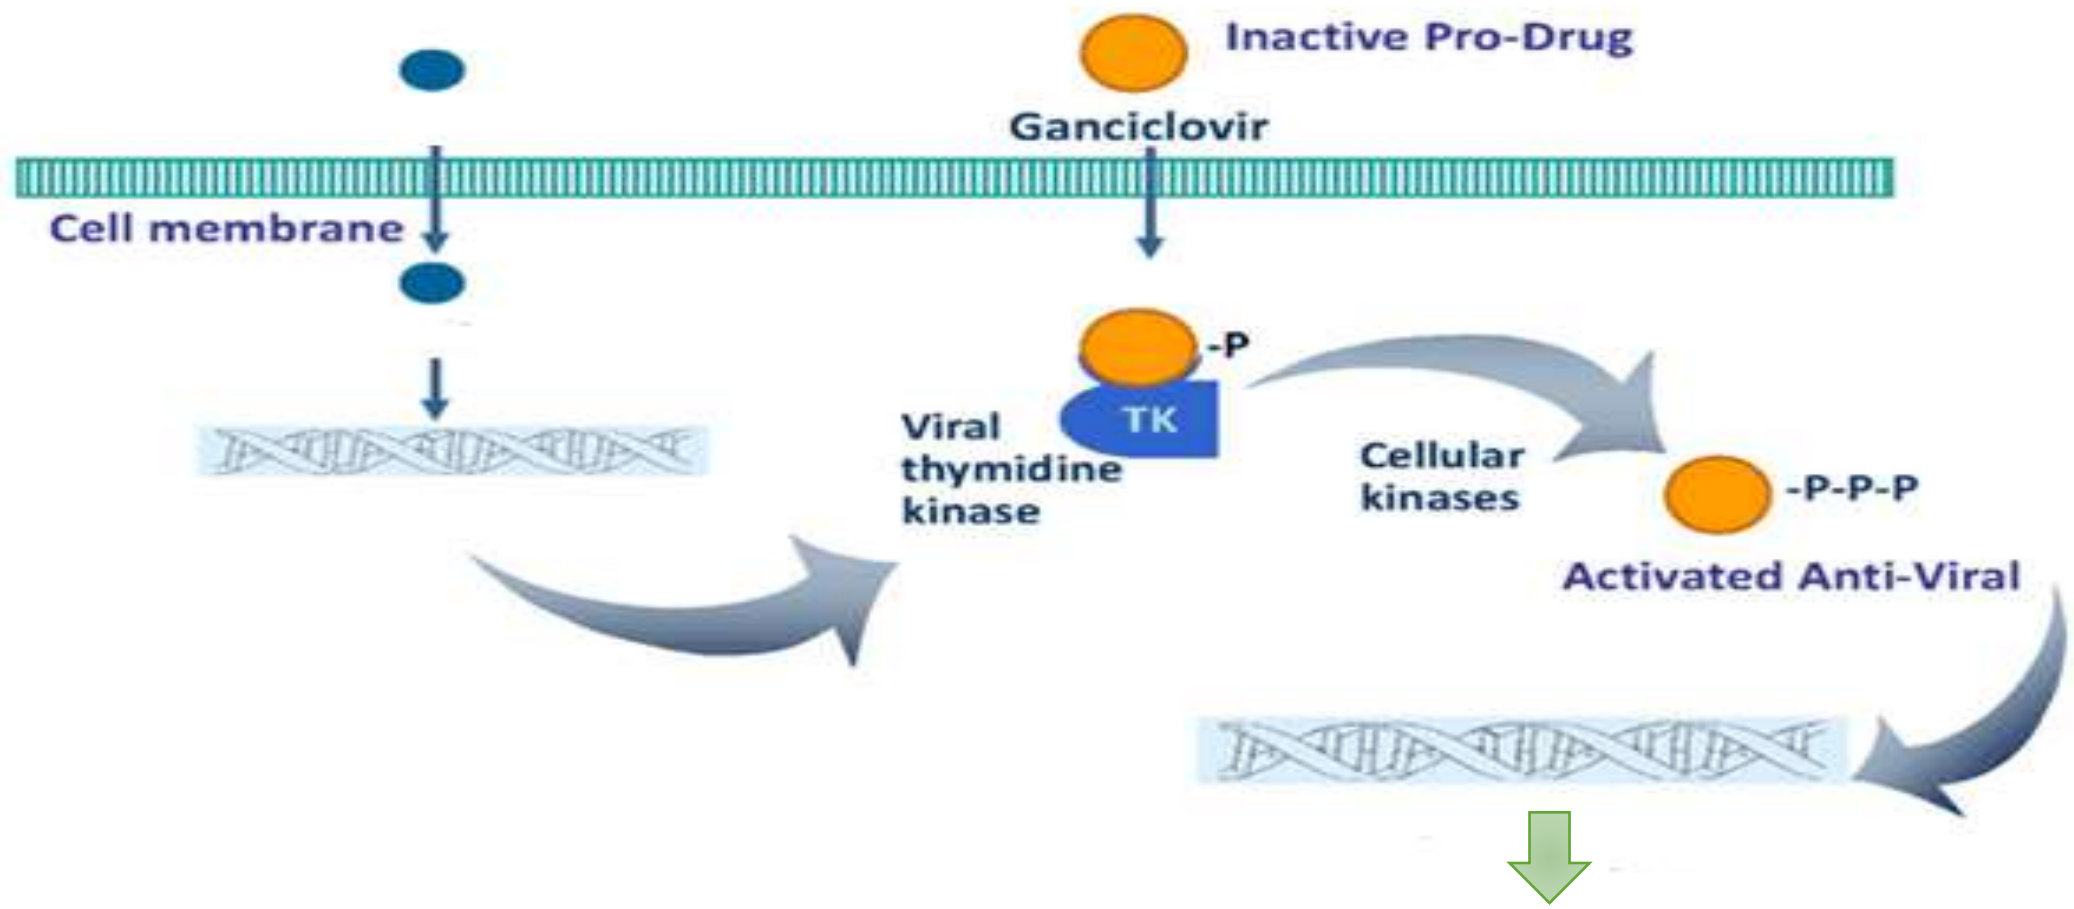 Inactive Pro-Drug
Ganciclovir
Cell membrane
-P
TK
Viral
thymidine
kinase
Cellular
kinases
-P-P-P
Activated Anti-Viral